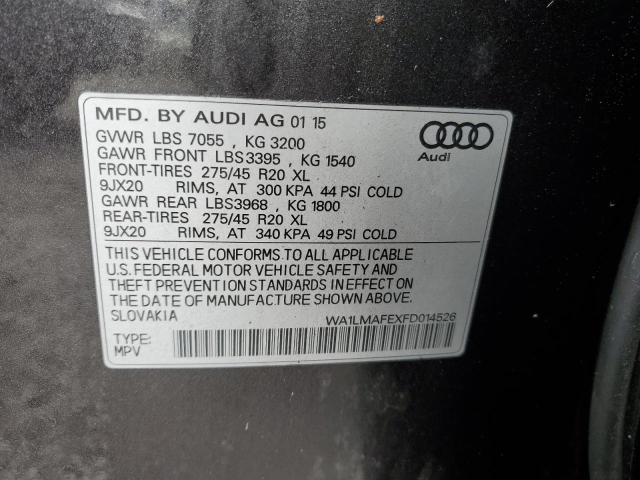 MFD. BY AUDI AG 01 15
GVWR LBS 7055 , KG 3200
GAWR FRONT LBS3395 , KG 1540
FRONT-TIRES 275/45 R20 XL
9JX20 RIMS, AT 300 KPA 44 PSI COLD
GAWR REAR LBS3968 , KG 1800
REAR-TIRES 275/45 R20 XL
9JX20 RIMS, AT 340 KPA 49 PSI COLD
Audi
THIS VEHICLE CONFORMS TO ALL APPLICABLE
U.S. FEDERAL MOTOR VEHICLE SAFETY AND
THEFT PREVENTION STANDARDS IN EFFECT ON
THE DATE OF MANUFACTURE SHOWN ABOVE.
SLOVAKIA
WA1LMAFEXFD014526
TYPE:
MPV